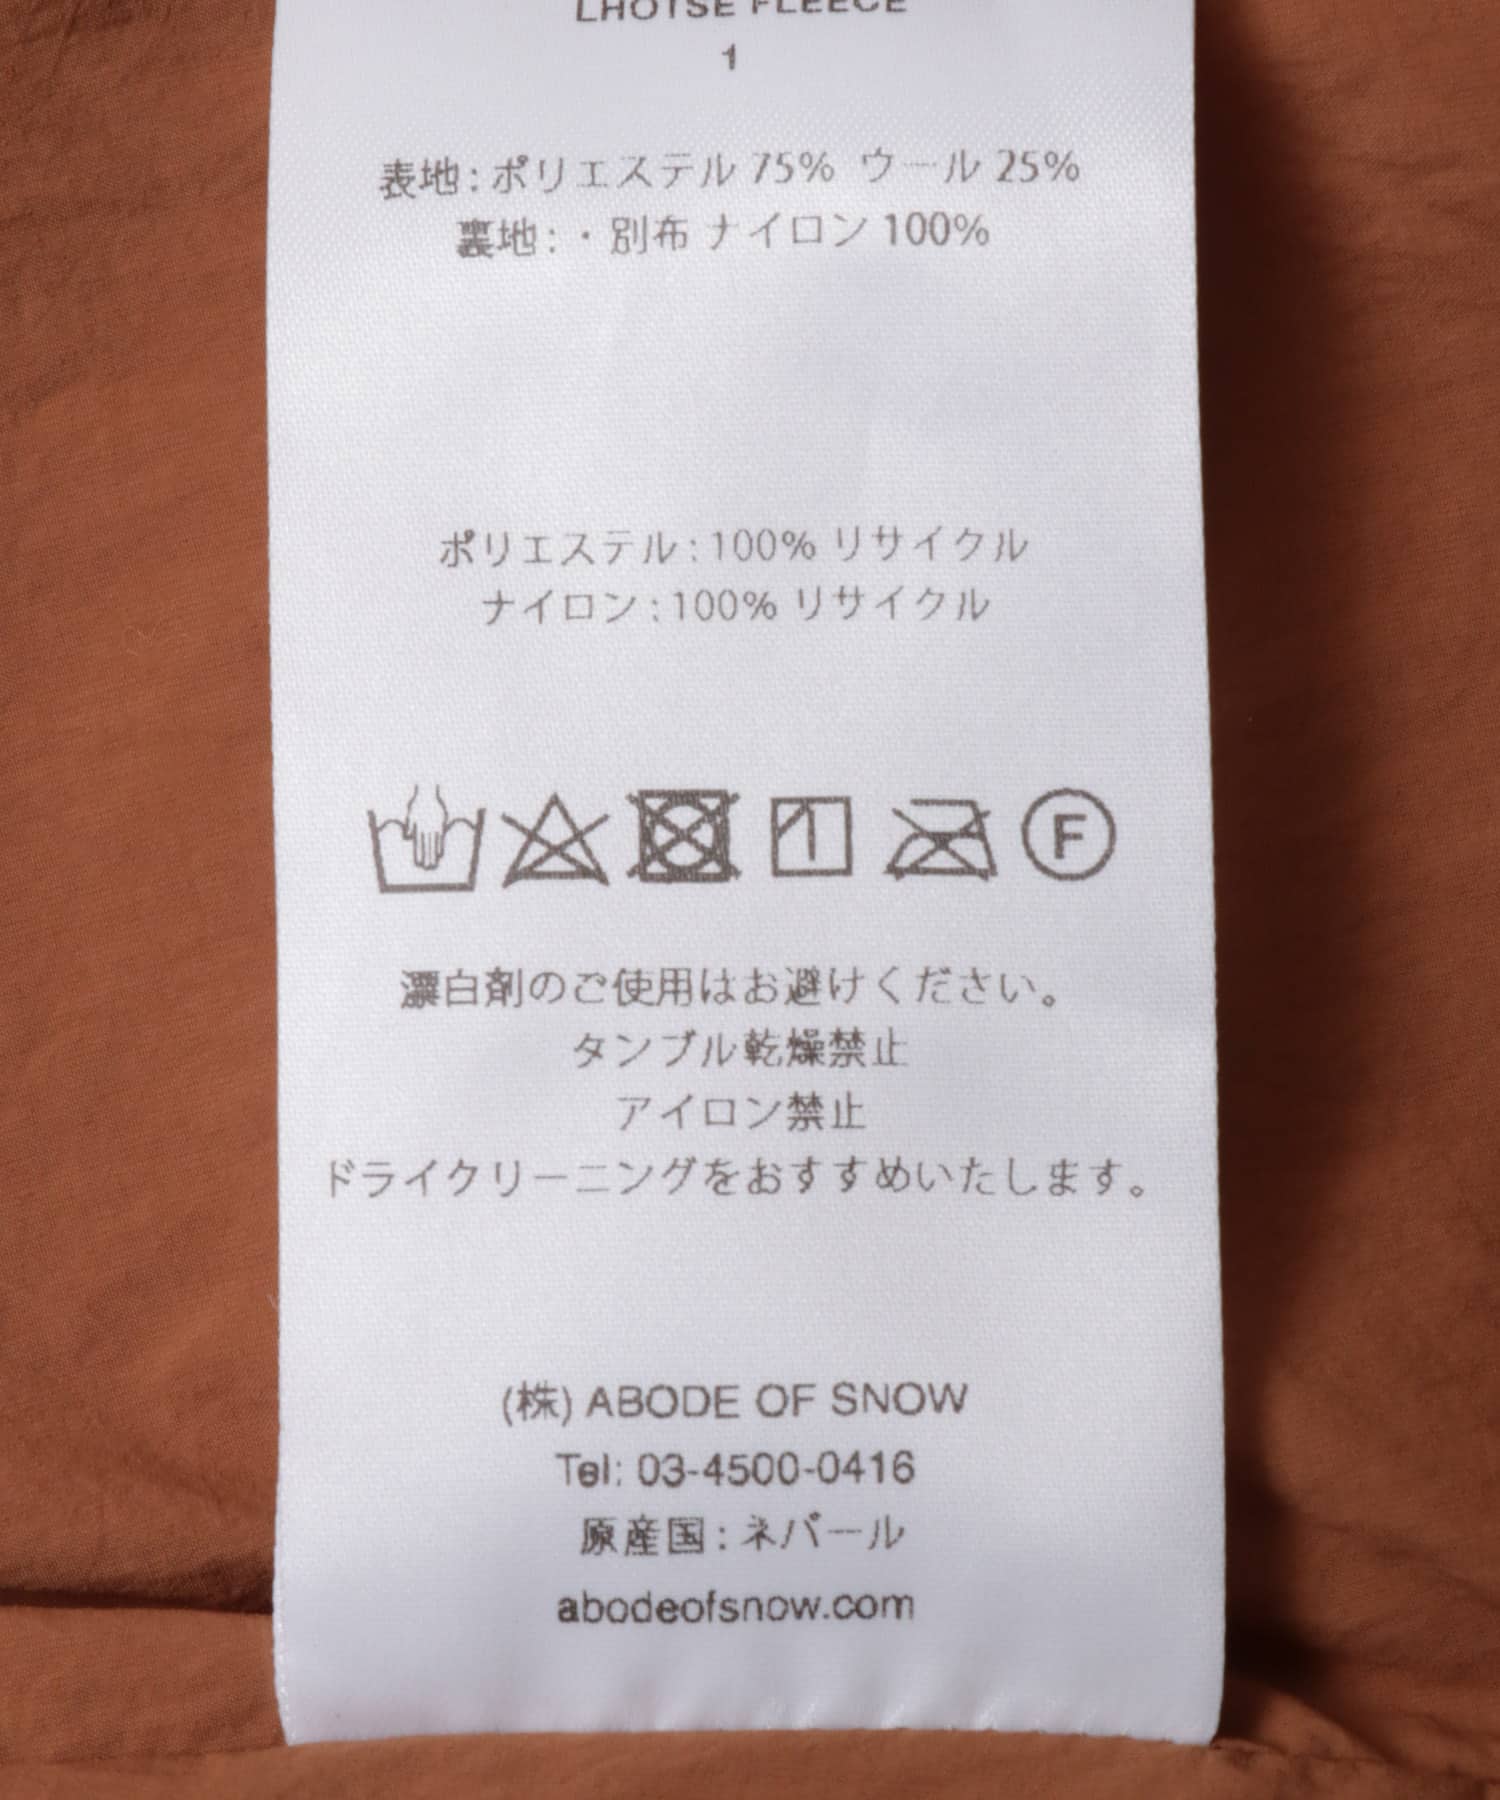 LHOTSE FLEECE
1
表地 : ポリエステル 75% ウール 25%
裏地 : ・別布 ナイロン 100%
ポリエステル : 100% リサイクル
ナイロン : 100% リサイクル
F
漂白剤のご使用はお避けください。
タンブル乾燥禁止
アイロン禁止
ドライクリーニングをおすすめいたします。
(株) ABODE OF SNOW
Tel: 03-4500-0416
原産国 : ネパール
abodeofsnow.com